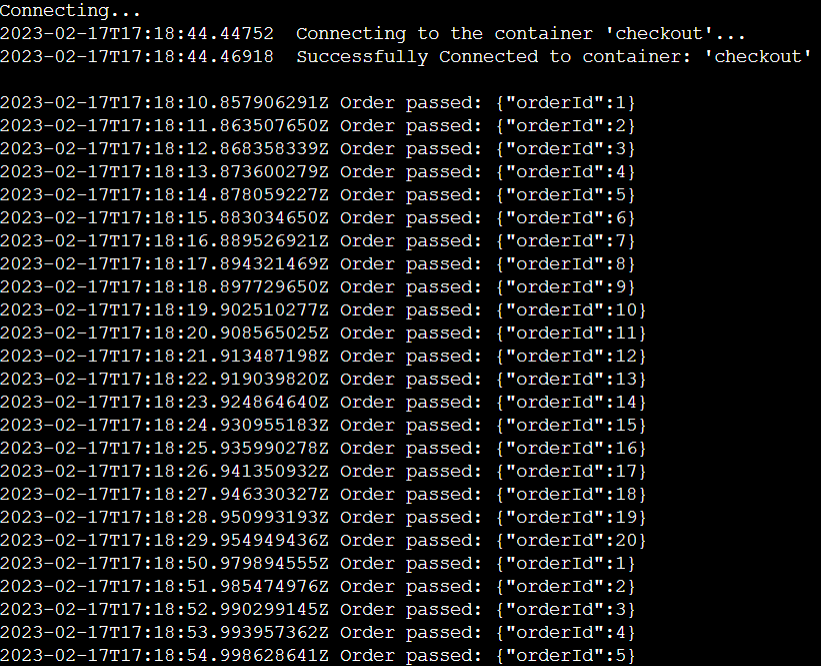 Connecting...
2023-02-17T17:18:44.44752  Connecting to the container 'checkout'...
2023-02-17T17:18:44.46918  Successfully Connected to container: 'checkout'
2023-02-17T17:18:10.857906291Z Order passed: {"orderId":1}
2023-02-17T17:18:11.863507650Z Order passed: {"orderId":2}
2023-02-17T17:18:12.868358339Z Order passed: {"orderId":3}
2023-02-17T17:18:13.873600279Z Order passed: {"orderId":4}
2023-02-17T17:18:14.878059227Z Order passed: {"orderId":5}
2023-02-17T17:18:15.883034650Z Order passed: {"orderId":6}
2023-02-17T17:18:16.889526921Z Order passed: {"orderId":7}
2023-02-17T17:18:17.894321469Z Order passed: {"orderId":8}
2023-02-17T17:18:18.897729650Z Order passed: {"orderId":9}
2023-02-17T17:18:19.902510277Z Order passed: {"orderId":10}
2023-02-17T17:18:20.908565025Z Order passed: {"orderId":11}
2023-02-17T17:18:21.913487198Z Order passed: {"orderId":12}
2023-02-17T17:18:22.919039820Z Order passed: {"orderId":13}
2023-02-17T17:18:23.924864640Z Order passed: {"orderId":14}
2023-02-17T17:18:24.930955183Z Order passed: {"orderId":15}
2023-02-17T17:18:25.935990278Z Order passed: {"orderId":16}
2023-02-17T17:18:26.941350932Z Order passed: {"orderId":17}
2023-02-17T17:18:27.946330327Z Order passed: {"orderId":18}
2023-02-17T17:18:28.950993193Z Order passed: {"orderId":19}
2023-02-17T17:18:29.954949436Z Order passed: {"orderId":20}
2023-02-17T17:18:50.979894555Z Order passed: {"orderId":1}
2023-02-17T17:18:51.985474976Z Order passed: {"orderId":2}
2023-02-17T17:18:52.990299145Z Order passed: {"orderId":3}
2023-02-17T17:18:53.993957362Z Order passed: {"orderId":4}
2023-02-17T17:18:54.998628641Z Order passed: {"orderId":5}